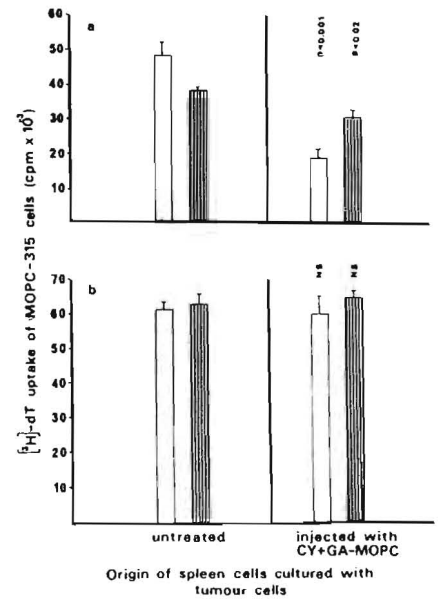 a
60
50
40
30
20
10
P<0.001
P<0.02
b
70
60
50
40
30
20
10
NS
NS
[³H]-dT uptake of MOPC-315 cells (cpm x 10⁻³)
untreated
injected with
CY+GA-MOPC
Origin of spleen cells cultured with
tumour cells